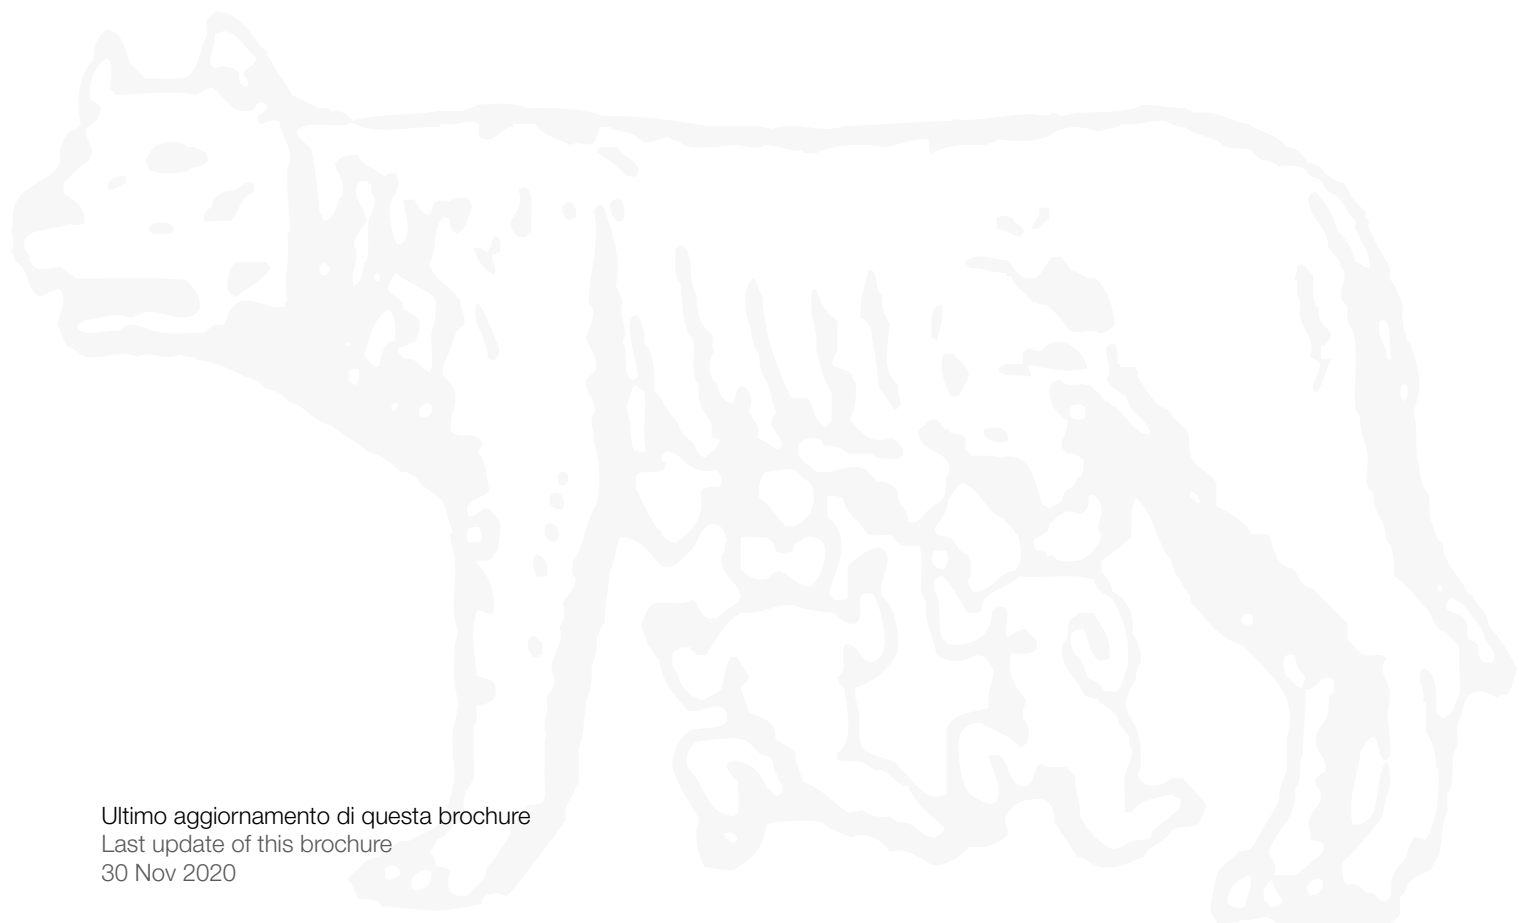 Ultimo aggiornamento di questa brochure
Last update of this brochure
30 Nov 2020